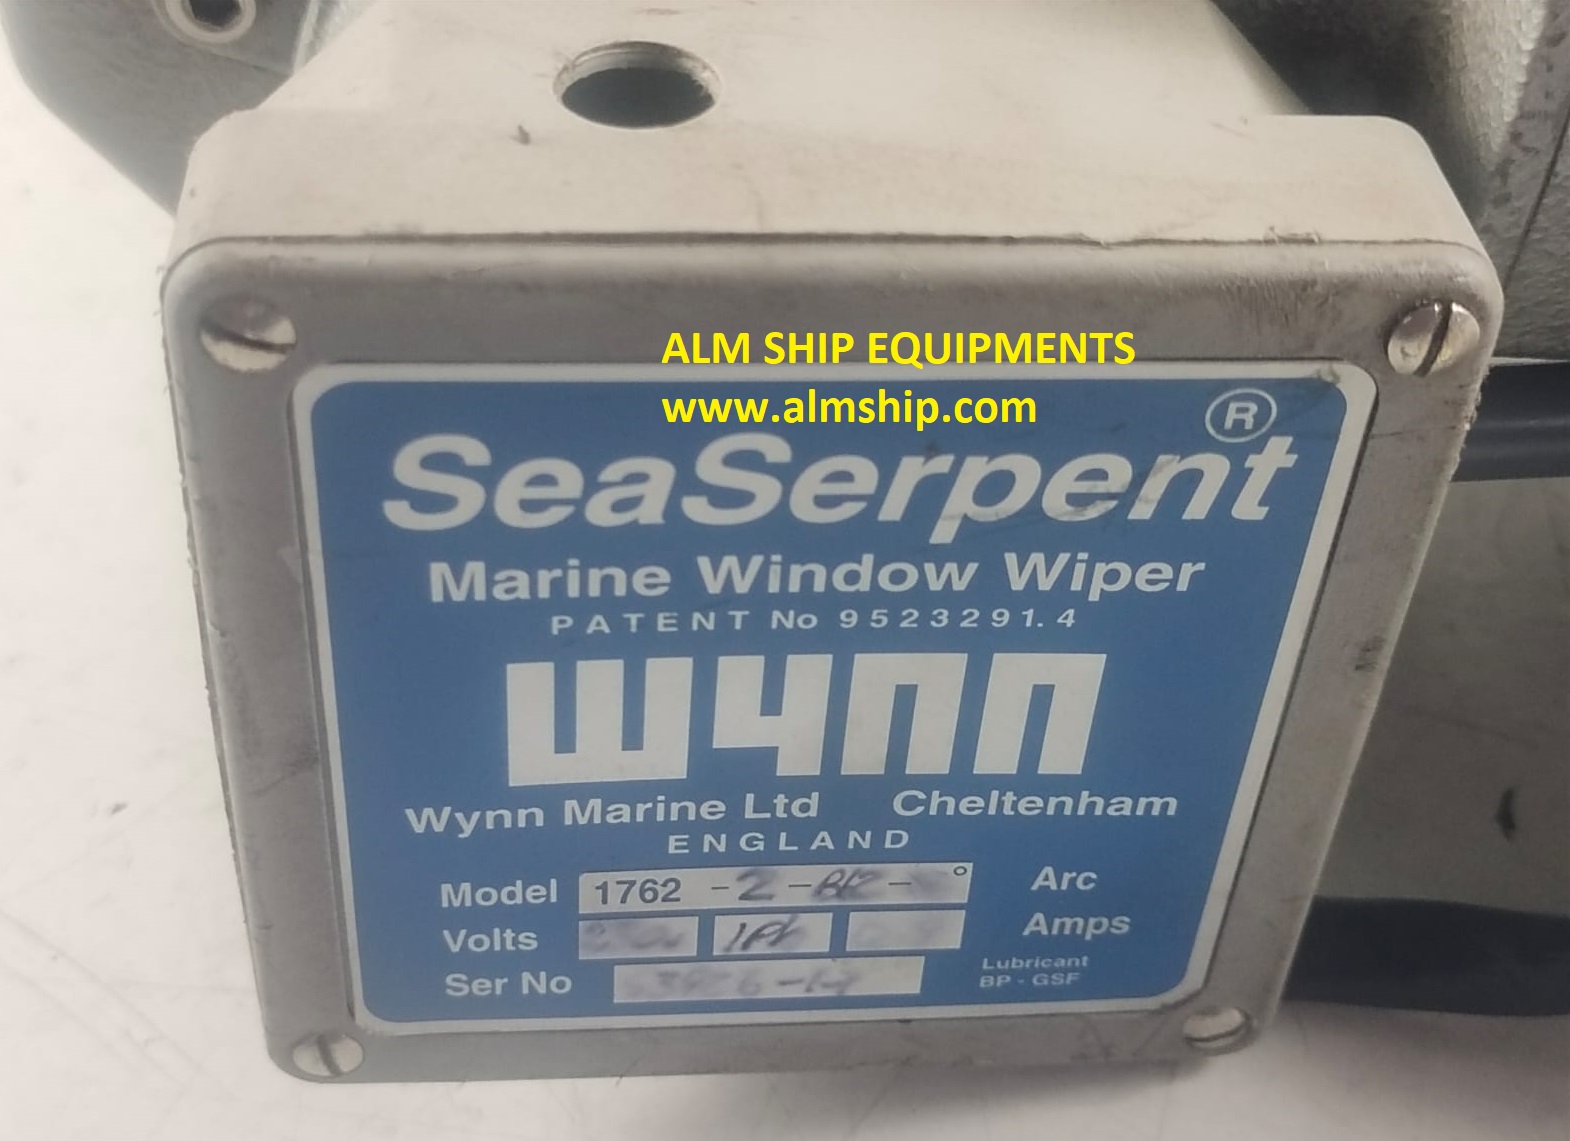 ALM SHIP EQUIPMENTS
www.almship.com
SeaSerpent ®
Marine Window Wiper
PATENT No 9523291.4
WYNN
Wynn Marine Ltd Cheltenham
ENGLAND
Model 1762 -2- ° Arc
Volts Amps
Ser No
Lubricant
BP - GSF